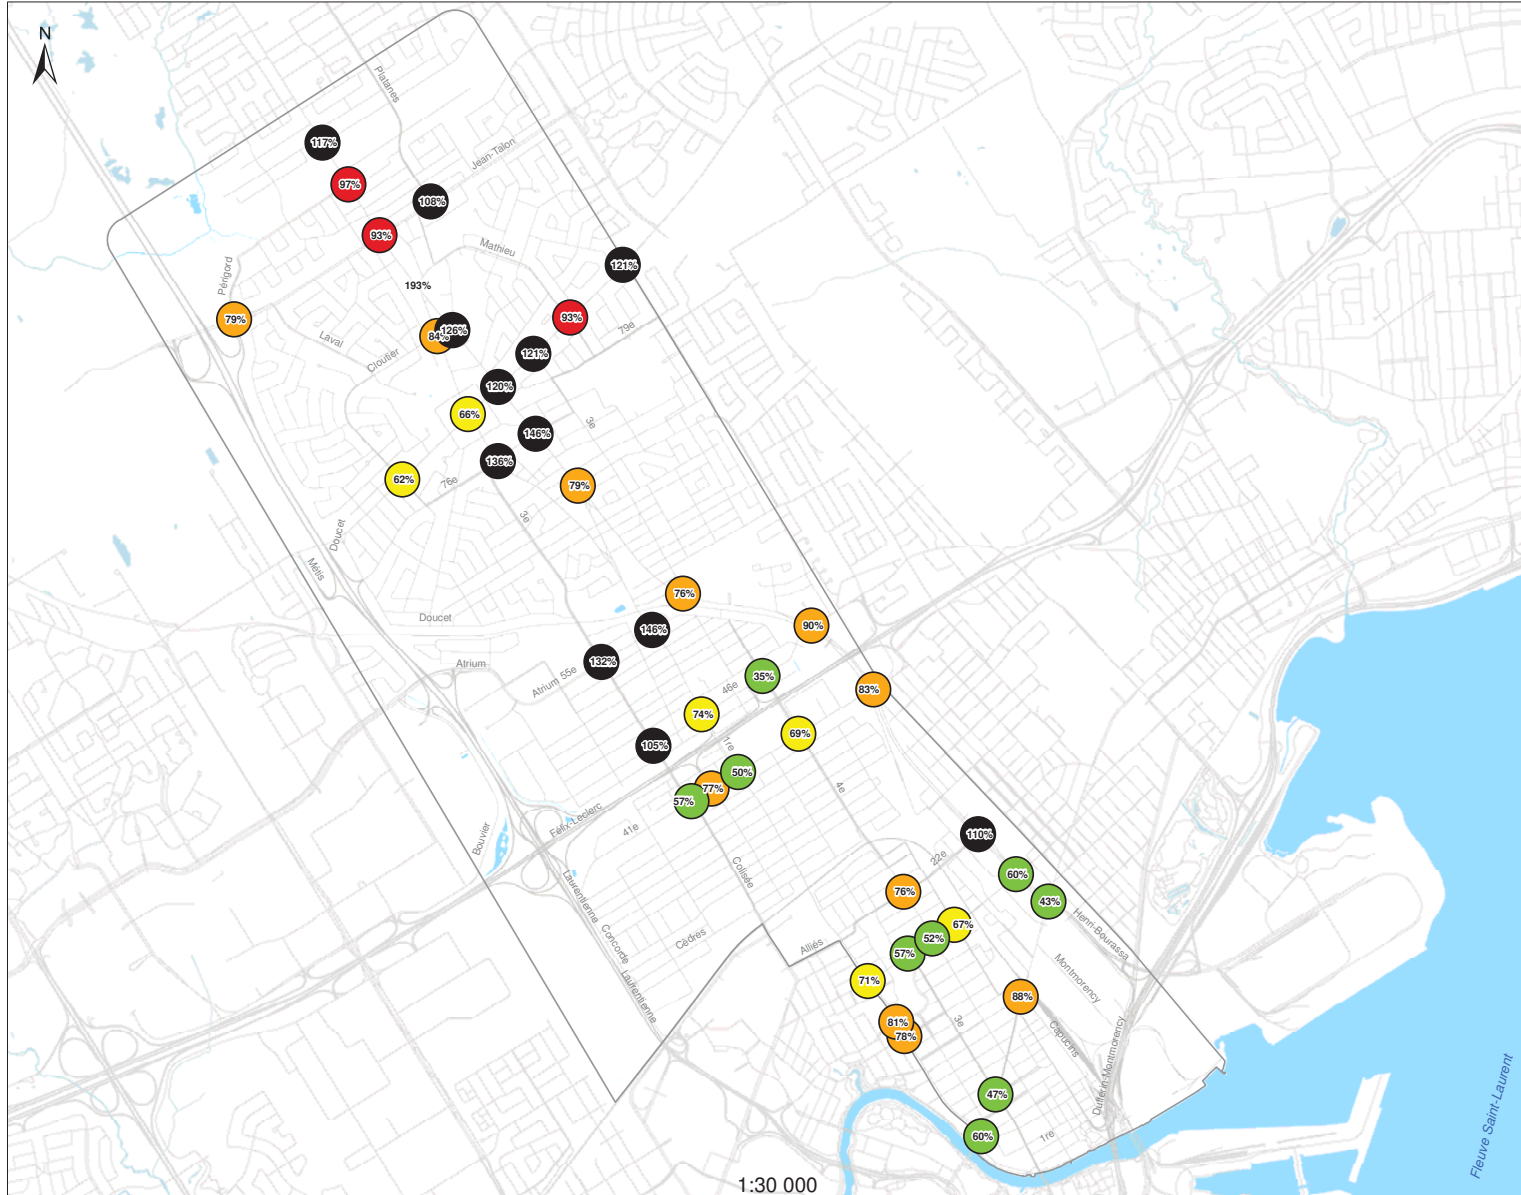 N
Platanes
117%
Jean-Talon
97%
108%
93%
Mathieu
121%
Périgord
193%
79%
93%
126%
84%
79e
Laval
121%
Cloutier
120%
66%
3e
146%
136%
62%
76e
79%
3e
Doucet
Métis
76%
Doucet
90%
146%
132%
Atrium
Atrium 55e
35%
46e
83%
74%
69%
1re
105%
50%
77%
4e
57%
Félix-Leclerc
41e
Bouvier
110%
22e
Colisée
60%
76%
Laurentienne
43%
67%
Henri-Bourassa
52%
Cèdres
Concorde
Alliés
57%
Montmorency
71%
Laurentienne
88%
81%
3e
78%
Capucins
Dufferin-Montmorency
47%
Fleuve Saint-Laurent
60%
1re
1:30 000